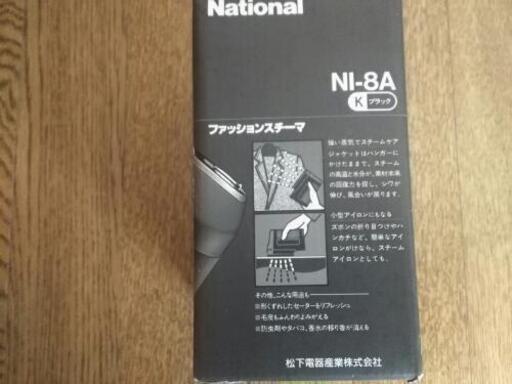 National
NI-8A
K ブラック
ファッションスチーマ
強い蒸気でスチームケア
ジャケットはハンガーに
かけたままで、スチーム
の高温と水分が、素材本来
の回復力を戻し、シワが
伸び、風合いが戻ります。
小型アイロンにもなる
ズボンの折り目つけやハ
ンカチなど、簡単なアイ
ロンがけなら、スチーム
アイロンとしても。
その他、こんな用途も
※形くずれしたセーターをリフレッシュ
※毛皮もふんわりよみがえる
※防虫剤やタバコ、香水の移り香が消える
松下電器産業株式会社